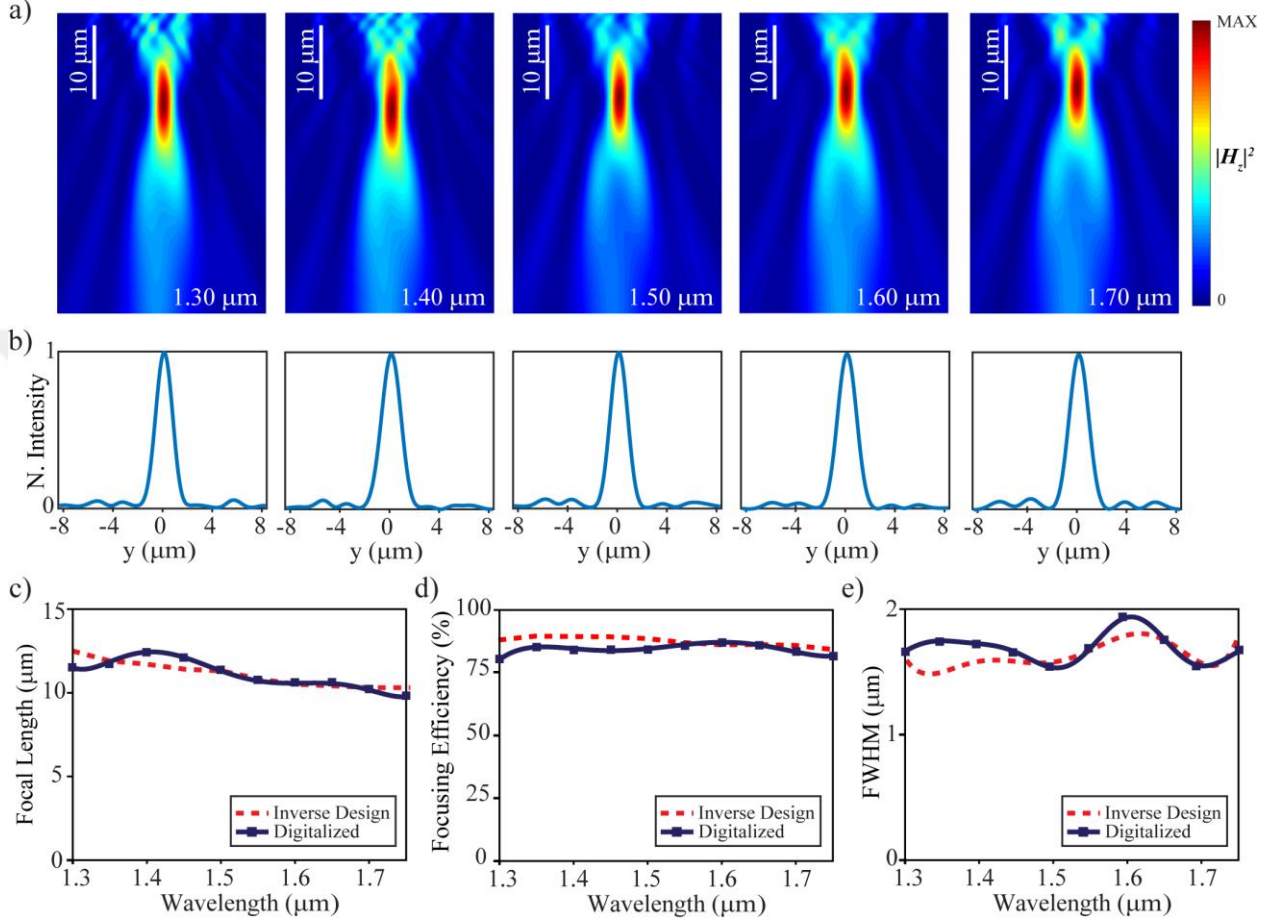 a)
10 μm
1.30 μm
10 μm
1.40 μm
10 μm
1.50 μm
10 μm
1.60 μm
10 μm
1.70 μm
MAX
|H_z|²
0
b)
N. Intensity
1
0
-8 -4 0 4 8
y (μm)
-8 -4 0 4 8
y (μm)
-8 -4 0 4 8
y (μm)
-8 -4 0 4 8
y (μm)
-8 -4 0 4 8
y (μm)
c)
Focal Length (μm)
15
10
5
0
Inverse Design
Digitalized
1.3 1.4 1.5 1.6 1.7
Wavelength (μm)
d)
Focusing Efficiency (%)
100
75
50
25
0
Inverse Design
Digitalized
1.3 1.4 1.5 1.6 1.7
Wavelength (μm)
e)
FWHM (μm)
2
1
0
Inverse Design
Digitalized
1.3 1.4 1.5 1.6 1.7
Wavelength (μm)